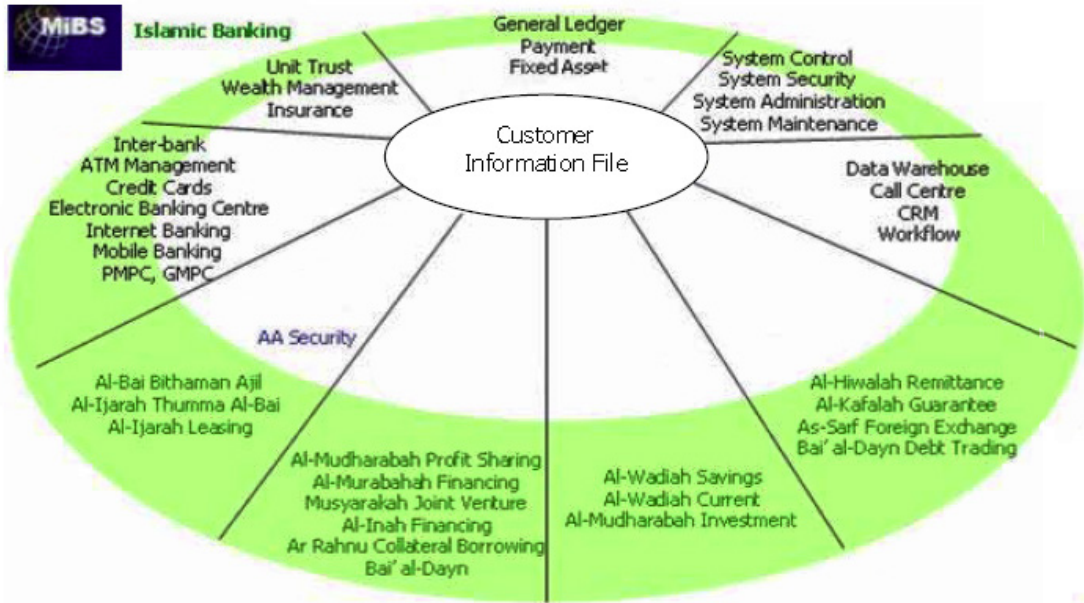 MiBS
Islamic Banking
General Ledger
Payment
Fixed Asset
Unit Trust
Wealth Management
Insurance
System Control
System Security
System Administration
System Maintenance
Customer
Information File
Inter-bank
ATM Management
Credit Cards
Electronic Banking Centre
Internet Banking
Mobile Banking
PMPC, GMPC
Data Warehouse
Call Centre
CRM
Workflow
AA Security
Al-Bai Bithaman Ajil
Al-Ijarah Thumma Al-Bai
Al-Ijarah Leasing
Al-Mudharabah Profit Sharing
Al-Murabahah Financing
Musyarakah Joint Venture
Al-Inah Financing
Ar Rahnu Collateral Borrowing
Bai' al-Dayn
Al-Wadiah Savings
Al-Wadiah Current
Al-Mudharabah Investment
Al-Hiwalah Remittance
Al-Kafalah Guarantee
As-Sarf Foreign Exchange
Bai' al-Dayn Debt Trading